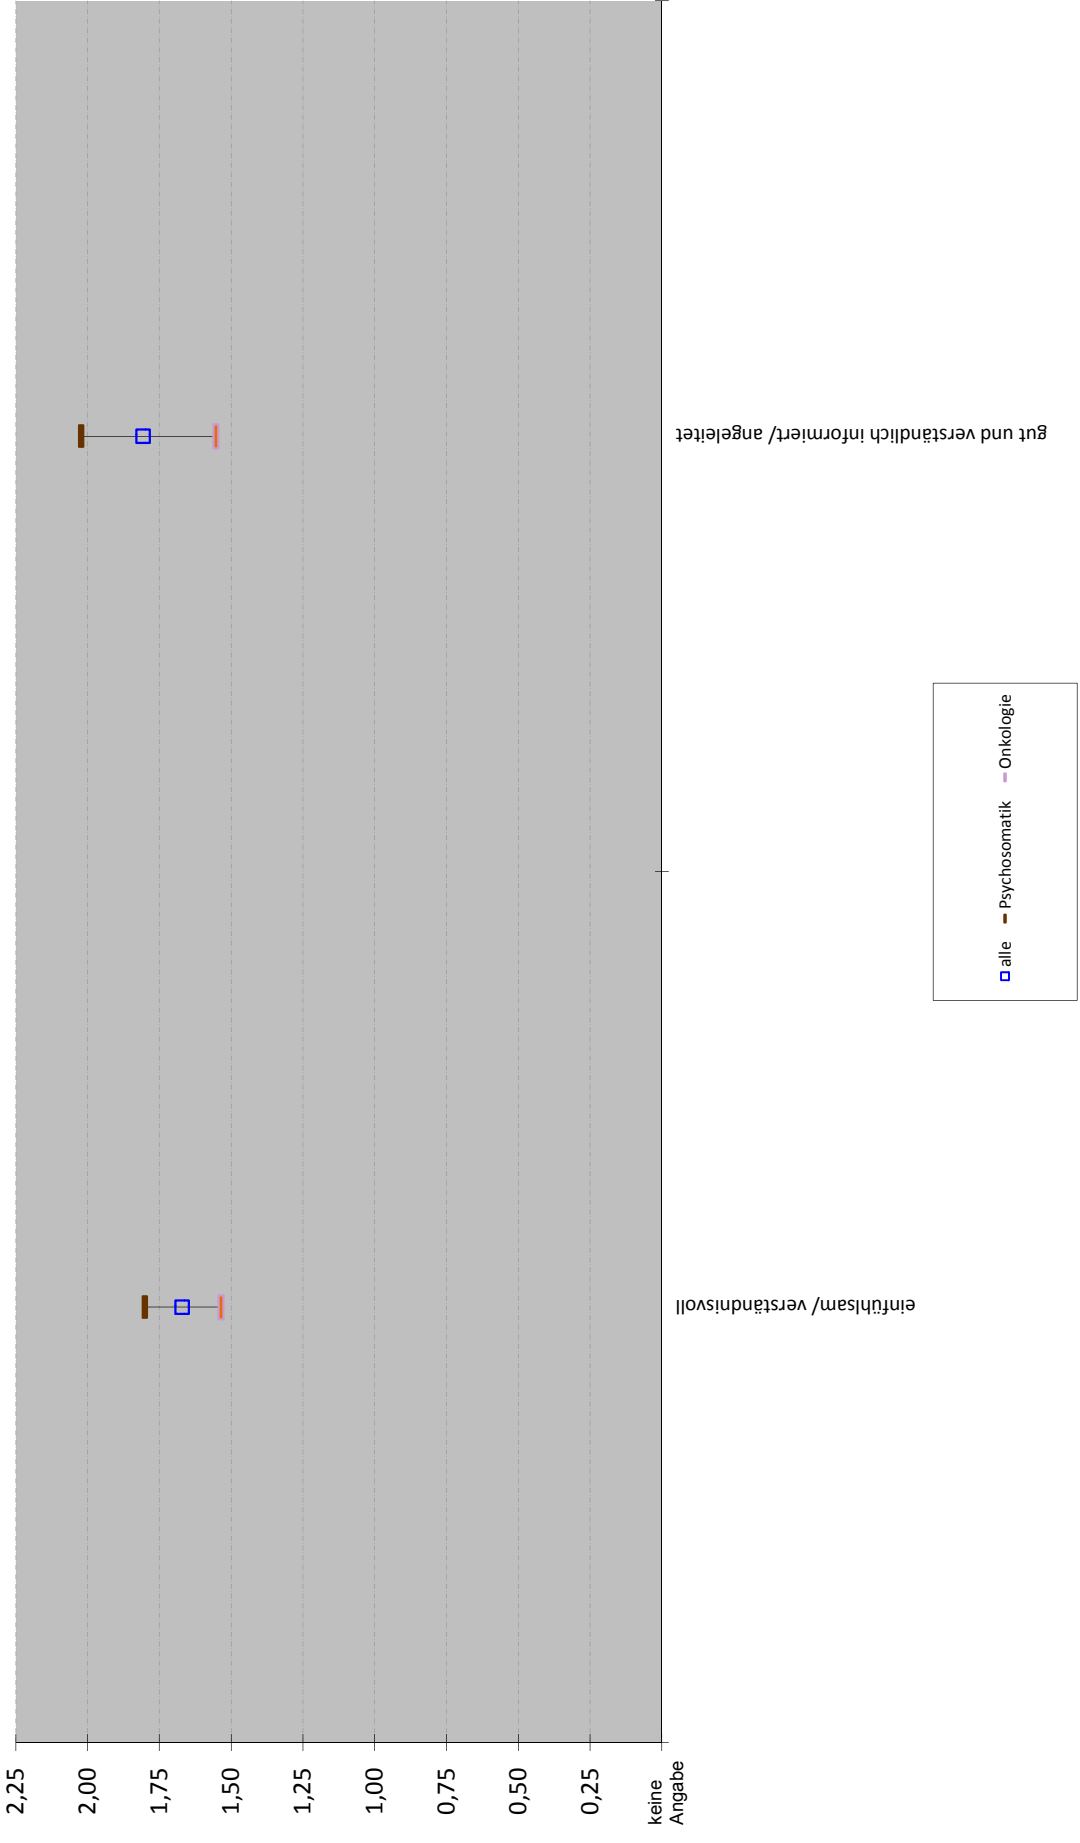 2,25
2,00
1,75
1,50
1,25
1,00
0,75
0,50
0,25
keine
Angabe
einfühlsam/ verständnisvoll
gut und verständlich informiert/ angeleitet
alle Psychosomatik Onkologie